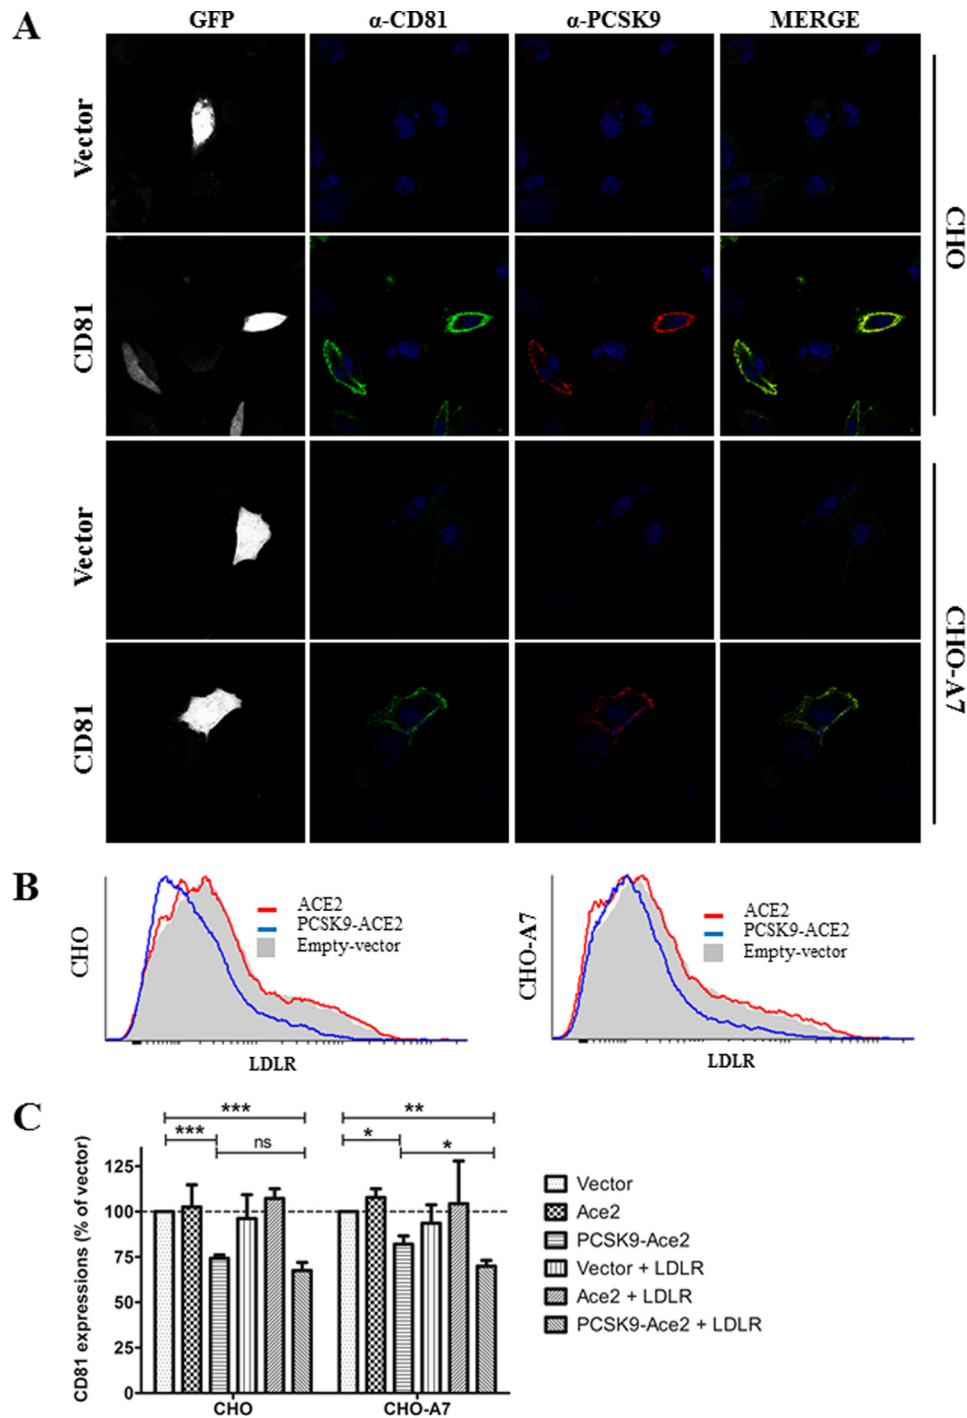 A
GFP
α-CD81
α-PCSK9
MERGE
Vector
CD81
CHO
Vector
CD81
CHO-A7
B
CHO
ACE2
PCSK9-ACE2
Empty-vector
LDLR
CHO-A7
ACE2
PCSK9-ACE2
Empty-vector
LDLR
C
CD81 expressions (% of vector)
125
100
75
50
25
0
***
***
ns
**
*
*
CHO
CHO-A7
Vector
Ace2
PCSK9-Ace2
Vector + LDLR
Ace2 + LDLR
PCSK9-Ace2 + LDLR